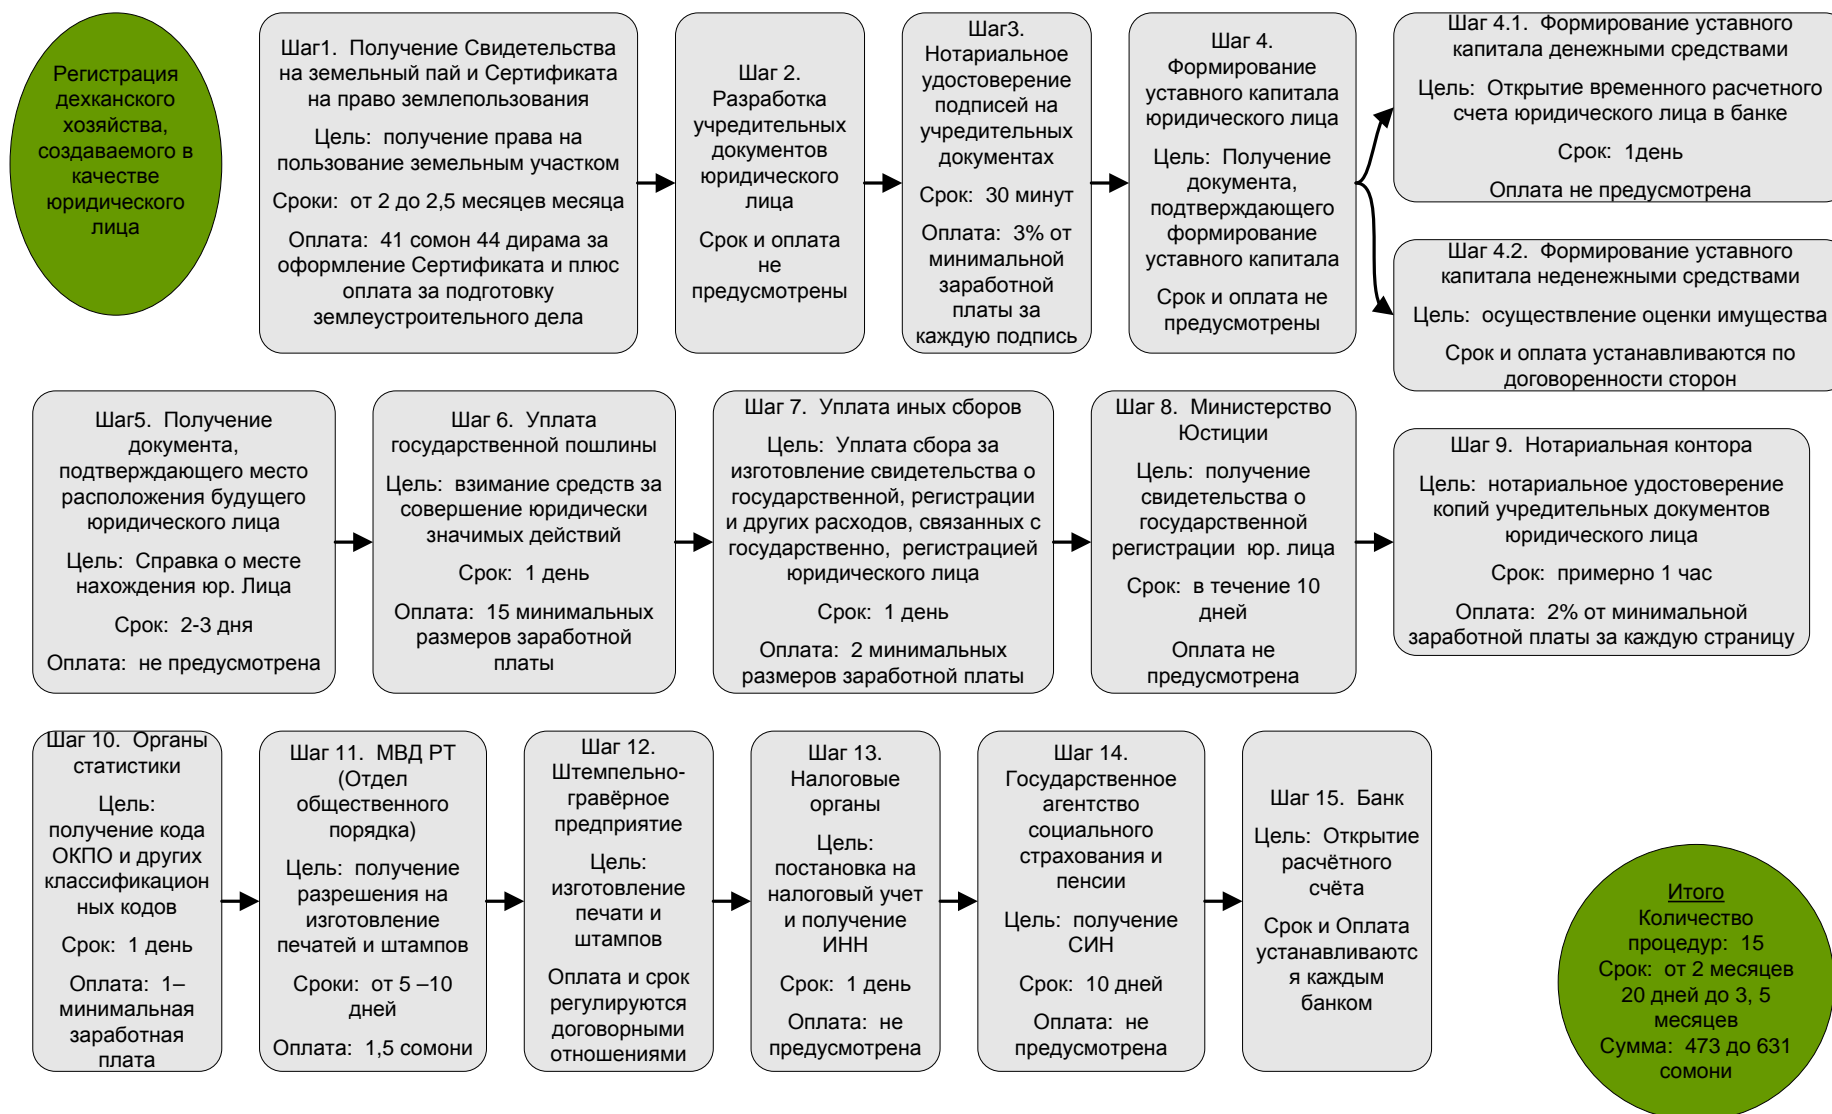 Регистрация
дехканского
хозяйства,
создаваемого в
качестве
юридического
лица
Шаг1. Получение Свидетельства
на земельный пай и Сертификата
на право землепользования
Цель: получение права на
пользование земельным участком
Сроки: от 2 до 2,5 месяцев месяца
Оплата: 41 сомон 44 дирама за
оформление Сертификата и плюс
оплата за подготовку
землеустроительного дела
Шаг 2.
Разработка
учредительных
документов
юридического
лица
Срок и оплата
не
предусмотрены
Шаг3.
Нотариальное
удостоверение
подписей на
учредительных
документах
Срок: 30 минут
Оплата: 3% от
минимальной
заработной
платы за
каждую подпись
Шаг 4.
Формирование
уставного капитала
юридического лица
Цель: Получение
документа,
подтверждающего
формирование
уставного капитала
Срок и оплата не
предусмотрены
Шаг 4.1. Формирование уставного
капитала денежными средствами
Цель: Открытие временного расчетного
счета юридического лица в банке
Срок: 1день
Оплата не предусмотрена
Шаг 4.2. Формирование уставного
капитала неденежными средствами
Цель: осуществление оценки имущества
Срок и оплата устанавливаются по
договоренности сторон
Шаг5. Получение
документа,
подтверждающего место
расположения будущего
юридического лица
Цель: Справка о месте
нахождения юр. Лица
Срок: 2-3 дня
Оплата: не предусмотрена
Шаг 6. Уплата
государственной пошлины
Цель: взимание средств за
совершение юридически
значимых действий
Срок: 1 день
Оплата: 15 минимальных
размеров заработной
платы
Шаг 7. Уплата иных сборов
Цель: Уплата сбора за
изготовление свидетельства о
государственной, регистрации
и других расходов, связанных с
государственно, регистрацией
юридического лица
Срок: 1 день
Оплата: 2 минимальных
размеров заработной платы
Шаг 8. Министерство
Юстиции
Цель: получение
свидетельства о
государственной
регистрации юр. лица
Срок: в течение 10
дней
Оплата не
предусмотрена
Шаг 9. Нотариальная контора
Цель: нотариальное удостоверение
копий учредительных документов
юридического лица
Срок: примерно 1 час
Оплата: 2% от минимальной
заработной платы за каждую страницу
Шаг 10. Органы
статистики
Цель:
получение кода
ОКПО и других
классификацион
ных кодов
Срок: 1 день
Оплата: 1–
минимальная
заработная
плата
Шаг 11. МВД РТ
(Отдел
общественного
порядка)
Цель: получение
разрешения на
изготовление
печатей и штампов
Сроки: от 5 –10
дней
Оплата: 1,5 сомони
Шаг 12.
Штемпельно-
гравёрное
предприятие
Цель:
изготовление
печати и
штампов
Оплата и срок
регулируются
договорными
отношениями
Шаг 13.
Налоговые
органы
Цель:
постановка на
налоговый учет
и получение
ИНН
Срок: 1 день
Оплата: не
предусмотрена
Шаг 14.
Государственное
агентство
социального
страхования и
пенсии
Цель: получение
СИН
Срок: 10 дней
Оплата: не
предусмотрена
Шаг 15. Банк
Цель: Открытие
расчётного
счёта
Срок и Оплата
устанавливаютс
я каждым
банком
Итого
Количество
процедур: 15
Срок: от 2 месяцев
20 дней до 3, 5
месяцев
Сумма: 473 до 631
сомони